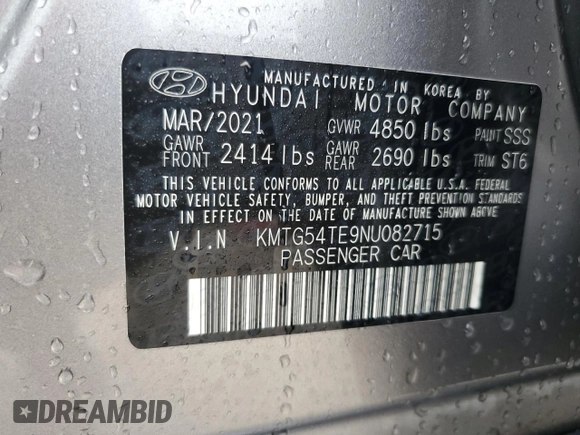 MANUFACTURED IN KOREA BY
HYUNDAI MOTOR COMPANY
MAR/2021 GVWR 4850 lbs PAINT SSS
GAWR FRONT 2414 lbs GAWR REAR 2690 lbs TRIM ST6
THIS VEHICLE CONFORMS TO ALL APPLICABLE U.S.A. FEDERAL
MOTOR VEHICLE SAFETY, BUMPER, AND THEFT PREVENTION STANDARDS
IN EFFECT ON THE DATE OF MANUFACTURE SHOWN ABOVE.
V.I.N KMTG54TE9NU082715
PASSENGER CAR
DREAMBID